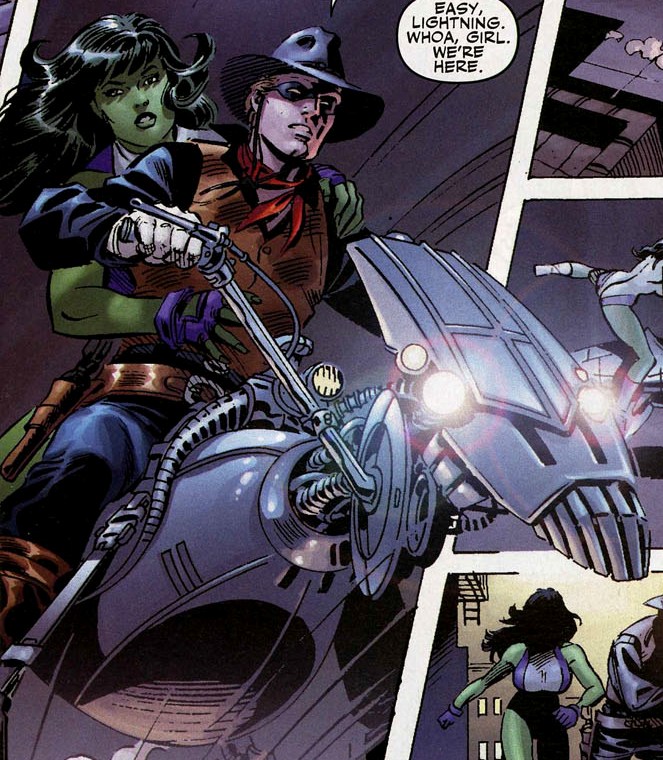 EASY,
LIGHTNING.
WHOA, GIRL.
WE'RE
HERE.